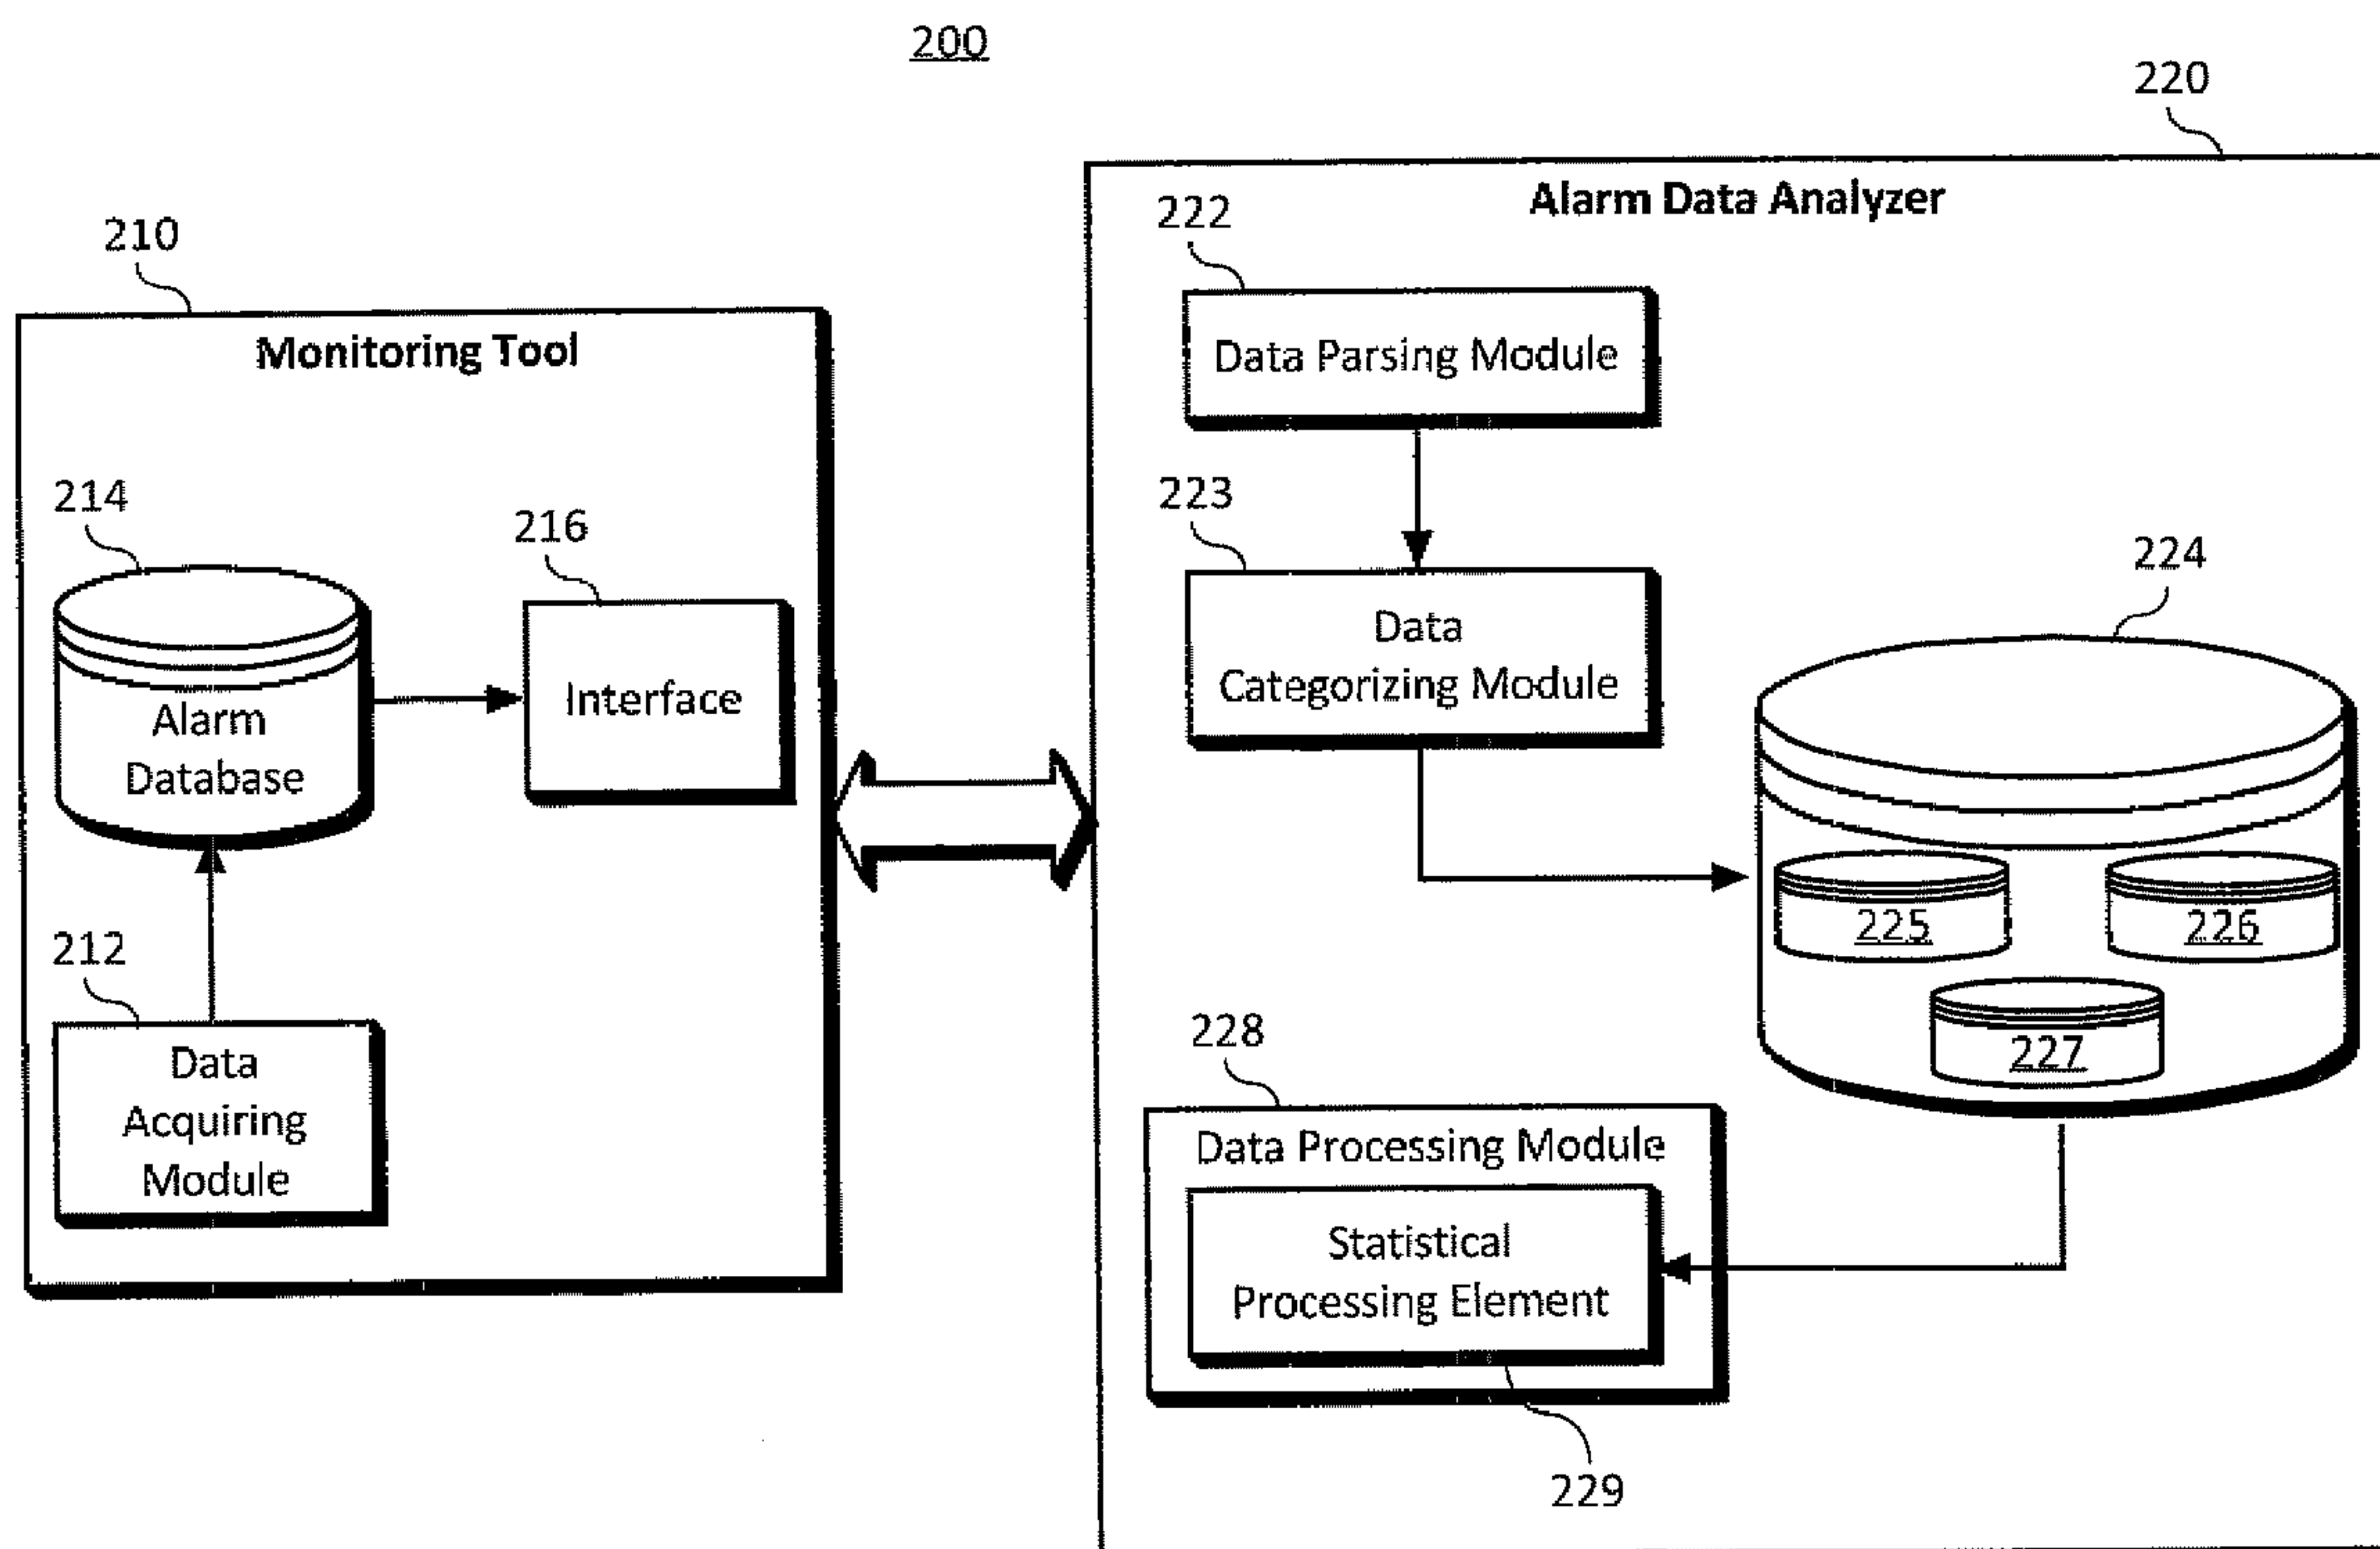 200
220
210
Monitoring Tool
214
216
Alarm
Database
Interface
212
Data
Acquiring
Module
Alarm Data Analyzer
222
Data Parsing Module
223
Data
Categorizing Module
224
225
226
227
228
Data Processing Module
Statistical
Processing Element
229